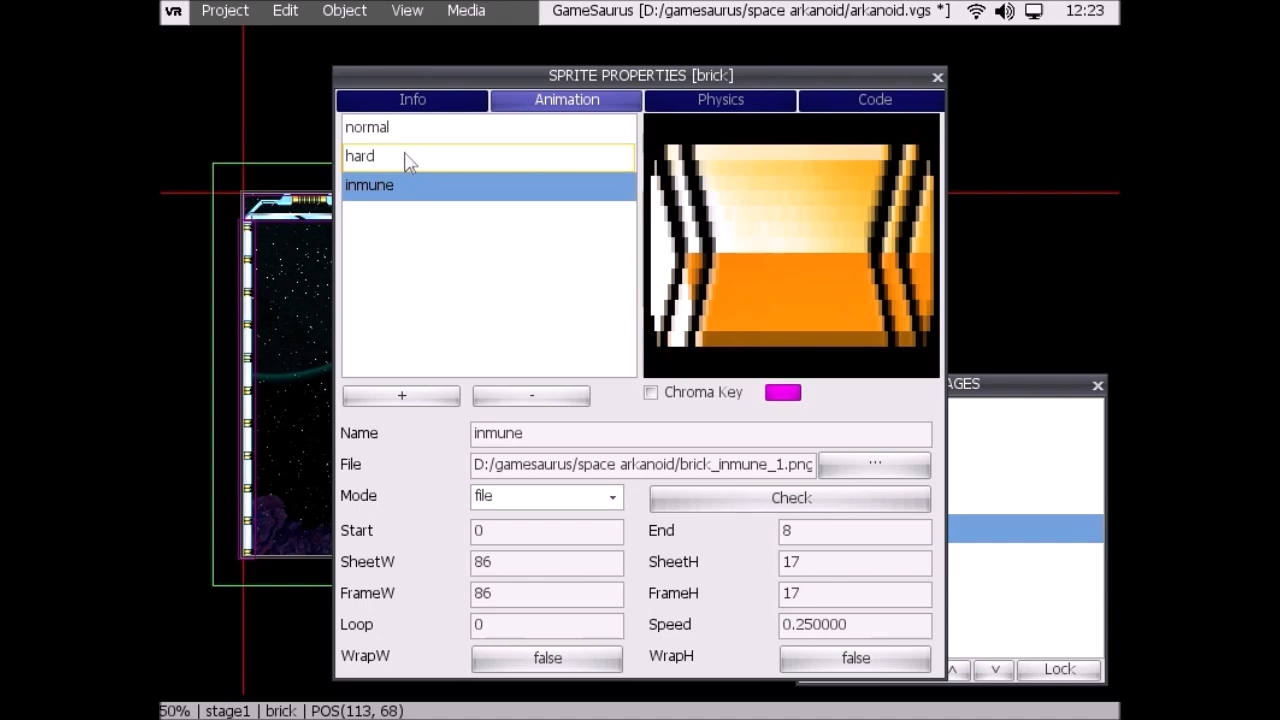 VR Project Edit Object View Media GameSaurus [D:/gamesaurus/space arkanoid/arkanoid.vgs *] 12:23
SPRITE PROPERTIES [brick]
Info Animation Physics Code
normal
hard
inmune
AGES
+ - Chroma Key
Name inmune
File D:/gamesaurus/space arkanoid/brick_inmune_1.png ...
Mode file Check
Start 0 End 8
SheetW 86 SheetH 17
FrameW 86 FrameH 17
Loop 0 Speed 0.250000
WrapW false WrapH false
Lock
50% | stage1 | brick | POS(113, 68)